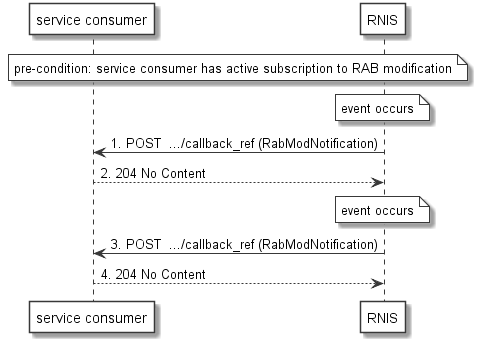 service consumer
RNIS
pre-condition: service consumer has active subscription to RAB modification
event occurs
1. POST .../callback_ref (RabModNotification)
2. 204 No Content
event occurs
3. POST .../callback_ref (RabModNotification)
4. 204 No Content
service consumer
RNIS